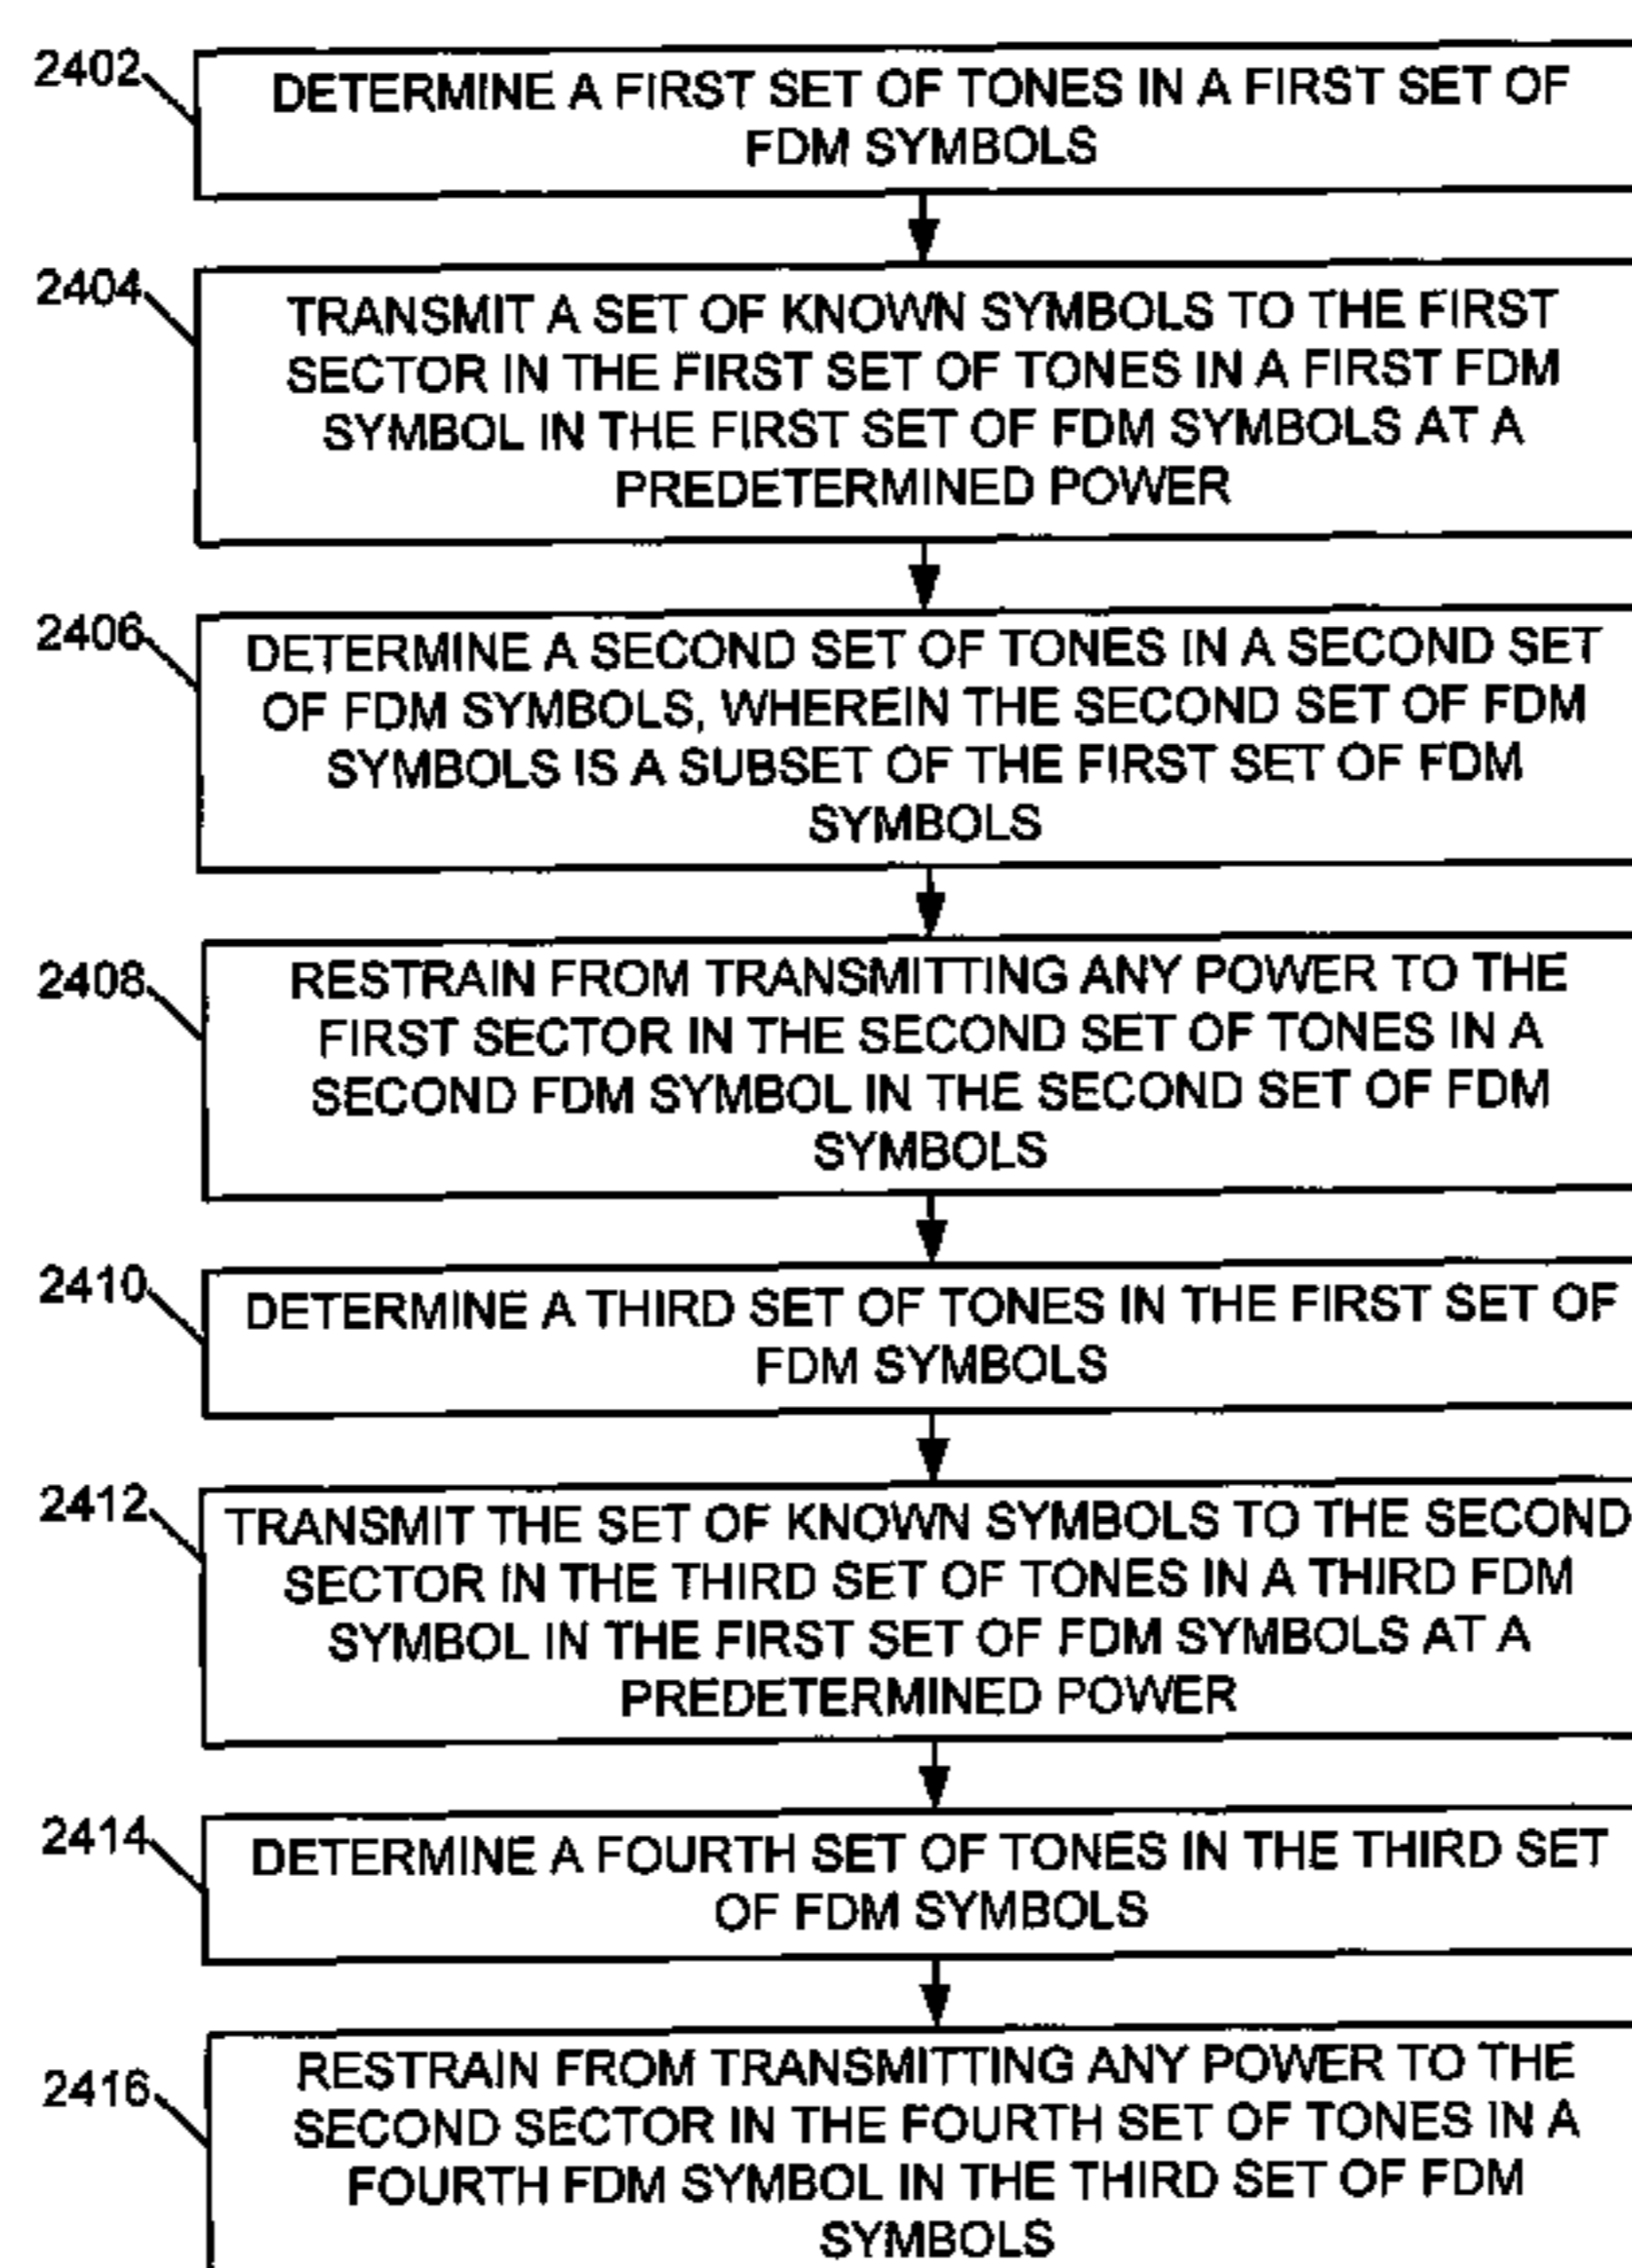 2402
DETERMINE A FIRST SET OF TONES IN A FIRST SET OF
FDM SYMBOLS
2404
TRANSMIT A SET OF KNOWN SYMBOLS TO THE FIRST
SECTOR IN THE FIRST SET OF TONES IN A FIRST FDM
SYMBOL IN THE FIRST SET OF FDM SYMBOLS AT A
PREDETERMINED POWER
2406
DETERMINE A SECOND SET OF TONES IN A SECOND SET
OF FDM SYMBOLS, WHEREIN THE SECOND SET OF FDM
SYMBOLS IS A SUBSET OF THE FIRST SET OF FDM
SYMBOLS
2408
RESTRAIN FROM TRANSMITTING ANY POWER TO THE
FIRST SECTOR IN THE SECOND SET OF TONES IN A
SECOND FDM SYMBOL IN THE SECOND SET OF FDM
SYMBOLS
2410
DETERMINE A THIRD SET OF TONES IN THE FIRST SET OF
FDM SYMBOLS
2412
TRANSMIT THE SET OF KNOWN SYMBOLS TO THE SECOND
SECTOR IN THE THIRD SET OF TONES IN A THIRD FDM
SYMBOL IN THE FIRST SET OF FDM SYMBOLS AT A
PREDETERMINED POWER
2414
DETERMINE A FOURTH SET OF TONES IN THE THIRD SET
OF FDM SYMBOLS
2416
RESTRAIN FROM TRANSMITTING ANY POWER TO THE
SECOND SECTOR IN THE FOURTH SET OF TONES IN A
FOURTH FDM SYMBOL IN THE THIRD SET OF FDM
SYMBOLS